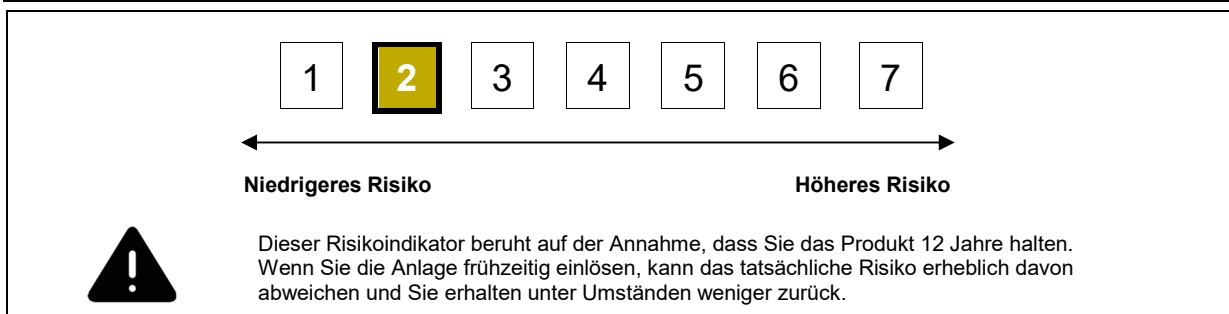 1 2 3 4 5 6 7
Niedrigeres Risiko Höheres Risiko
Dieser Risikoindikator beruht auf der Annahme, dass Sie das Produkt 12 Jahre halten.
Wenn Sie die Anlage frühzeitig einlösen, kann das tatsächliche Risiko erheblich davon
abweichen und Sie erhalten unter Umständen weniger zurück.